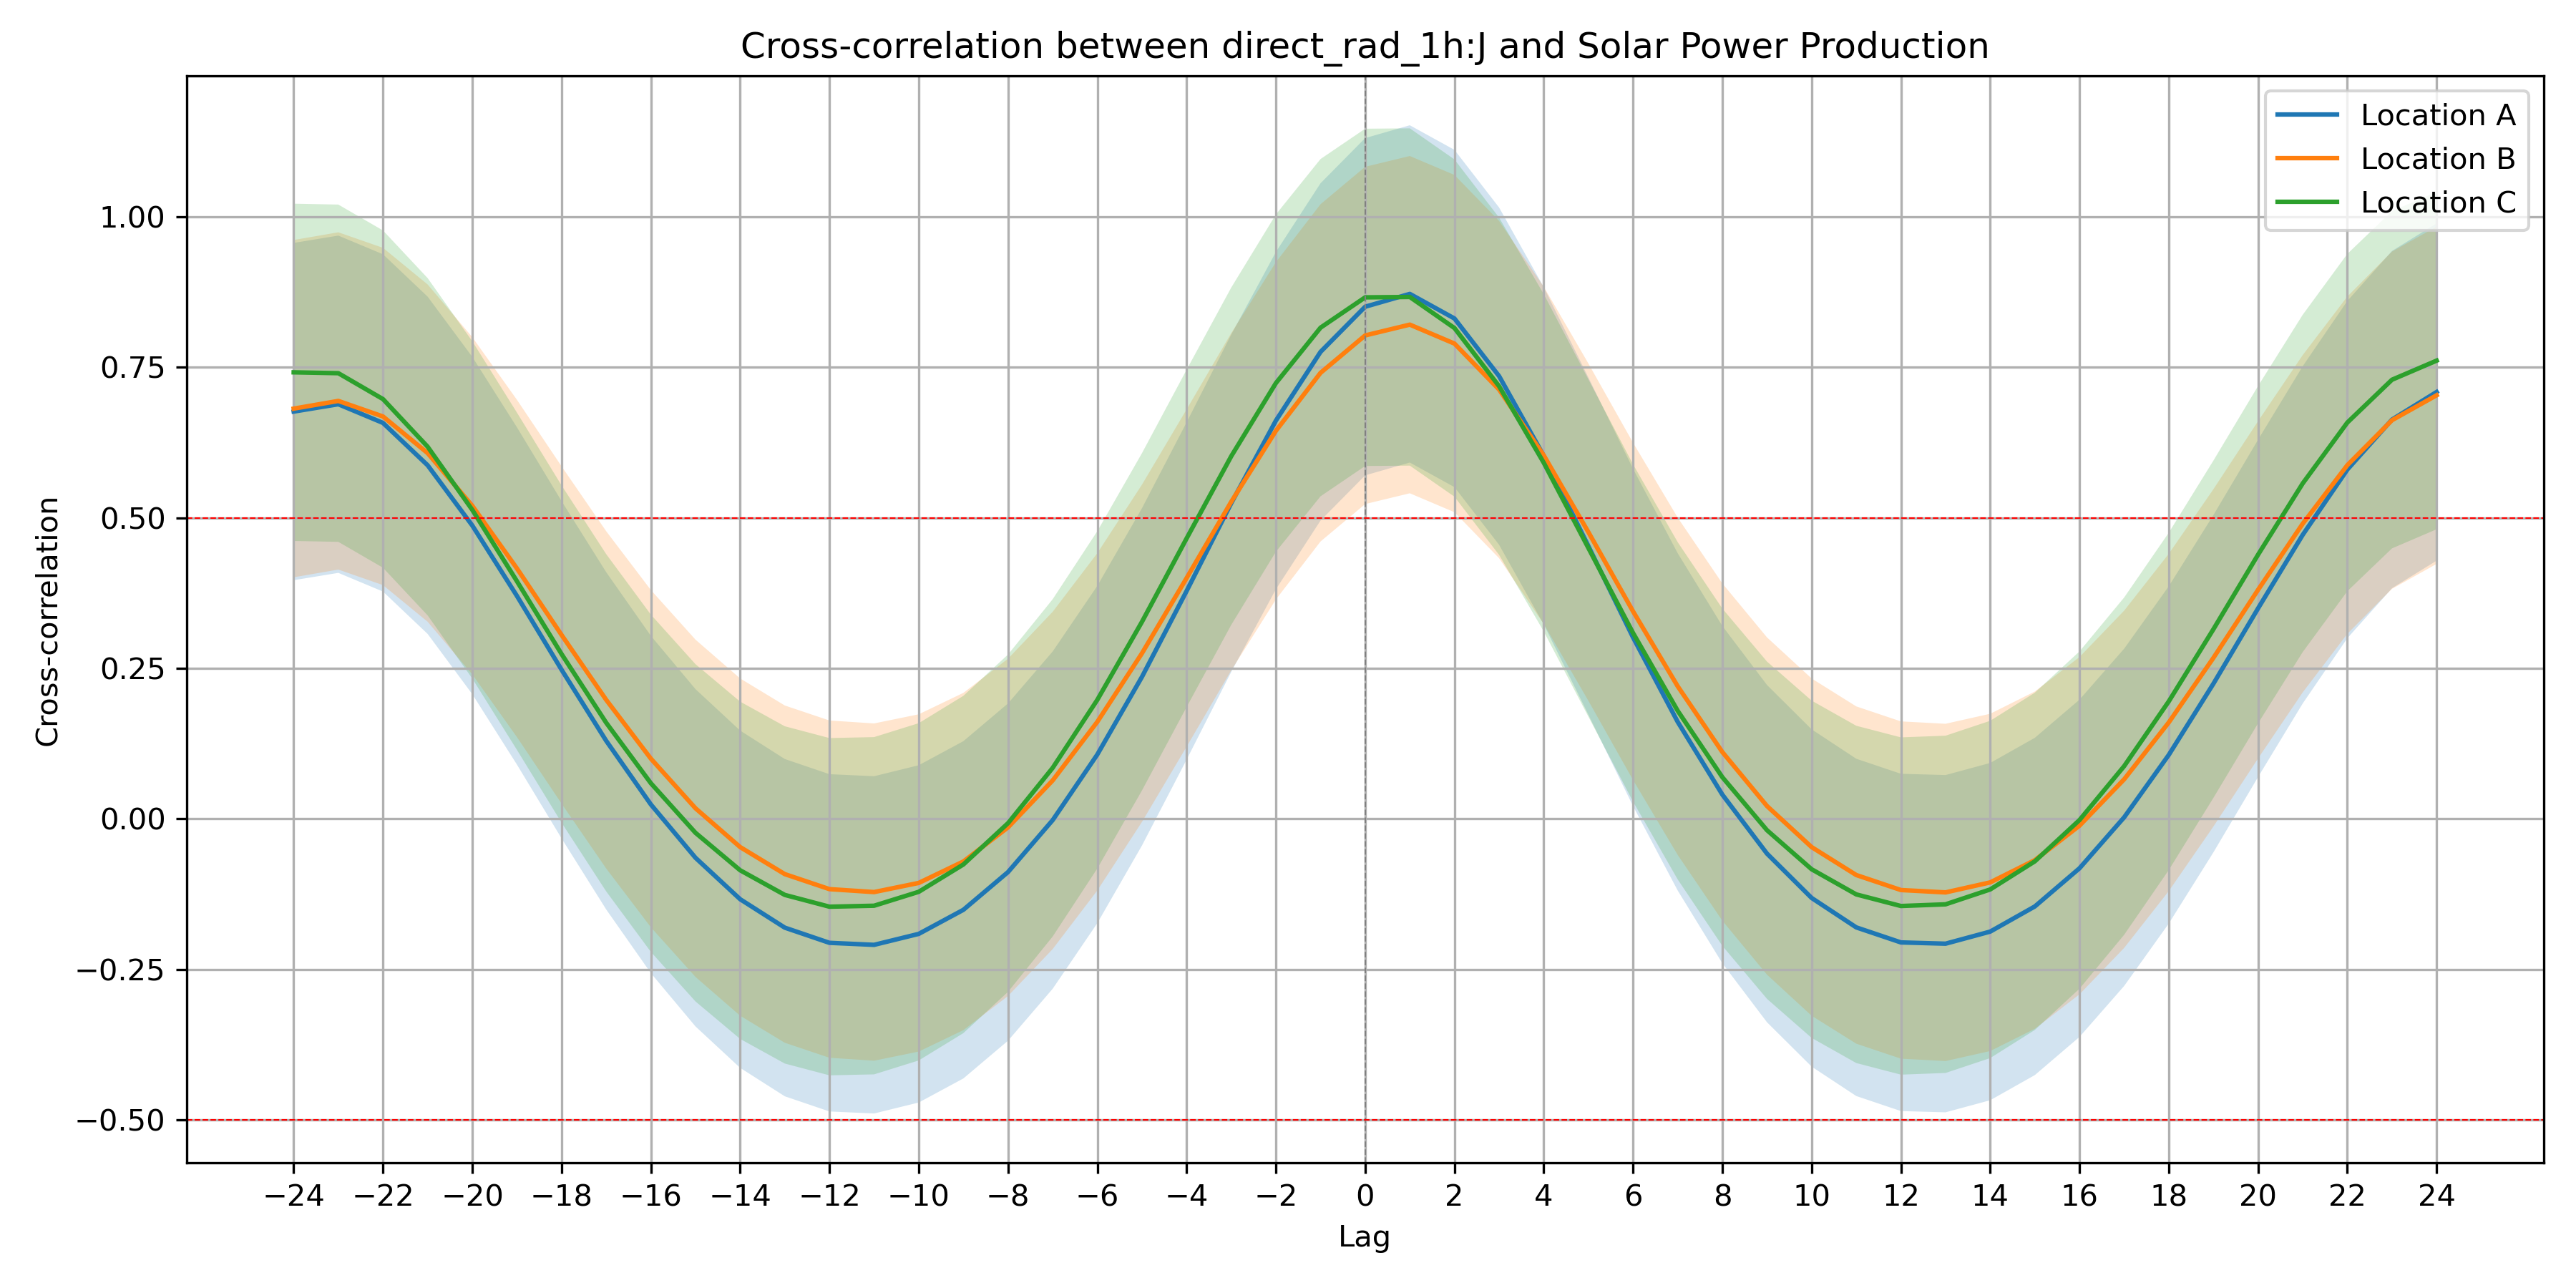 Cross-correlation between direct_rad_1h:J and Solar Power Production
Location A
Location B
Location C
Cross-correlation
1.00
0.75
0.50
0.25
0.00
−0.25
−0.50
−24 −22 −20 −18 −16 −14 −12 −10 −8 −6 −4 −2 0 2 4 6 8 10 12 14 16 18 20 22 24
Lag